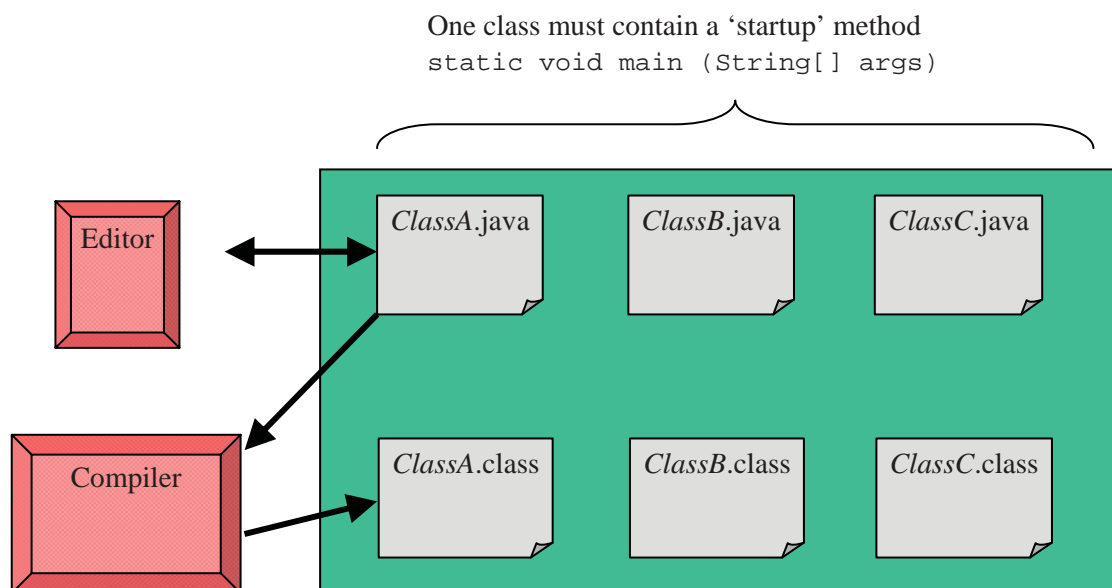 One class must contain a ‘startup’ method
static void main (String[] args)
Editor
ClassA.java
ClassB.java
ClassC.java
Compiler
ClassA.class
ClassB.class
ClassC.class